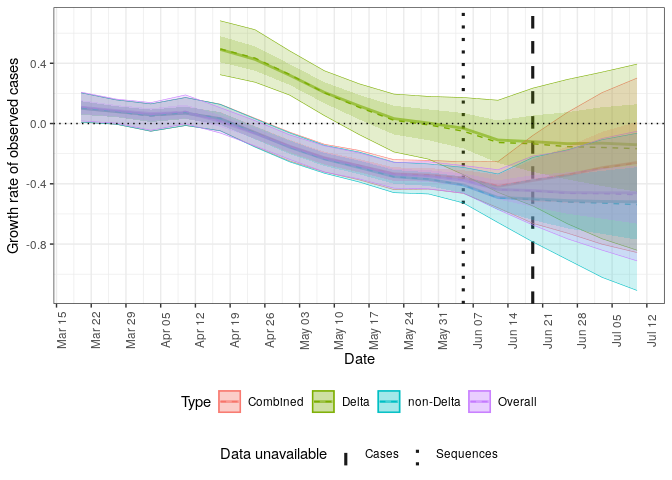 Growth rate of observed cases
0.4
0.0
-0.4
-0.8
Mar 15
Mar 22
Mar 29
Apr 05
Apr 12
Apr 19
Apr 26
May 03
May 10
May 17
May 24
May 31
Jun 07
Jun 14
Jun 21
Jun 28
Jul 05
Jul 12
Date
Type Combined Delta non-Delta Overall
Data unavailable Cases Sequences